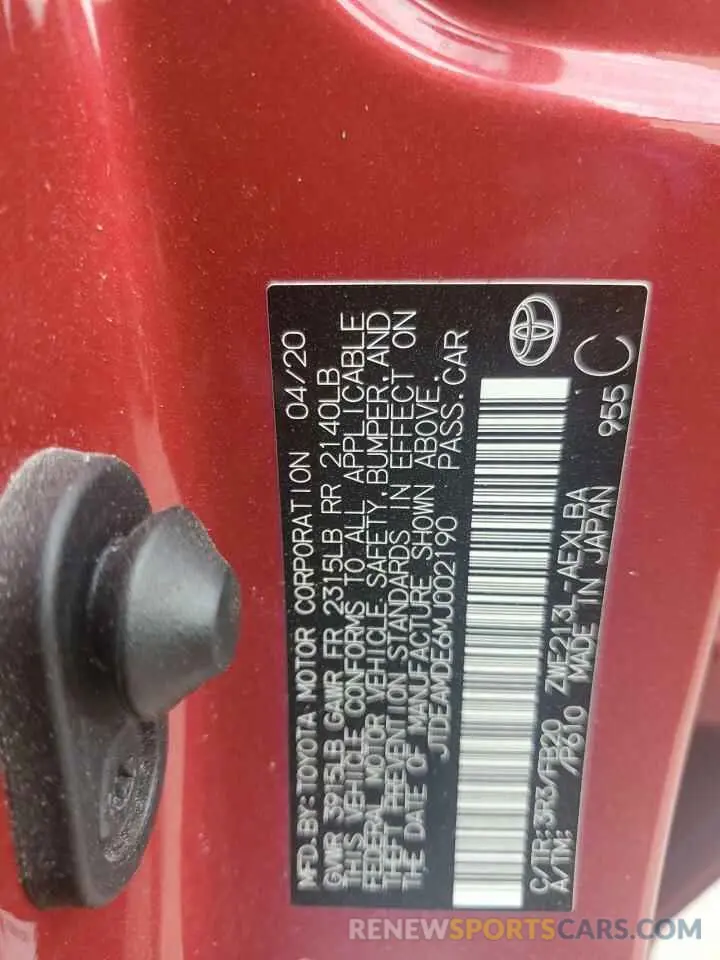 MFD.BY:TOYOTA MOTOR CORPORATION 04/20
GVWR 3915LB GAWR FR 2315LB RR 2140LB
THIS VEHICLE CONFORMS TO ALL APPLICABLE
FEDERAL MOTOR VEHICLE SAFETY,BUMPER,AND
THEFT PREVENTION STANDARDS IN EFFECT ON
THE DATE OF MANUFACTURE SHOWN ABOVE.
JTDEAMDE6MJ002190 PASS.CAR
C/TR:3R3/FB20 ZWE213L-AEXLBA
A/TM: /P610 MADE IN JAPAN
955 C
RENEWSPORTSCARS.COM